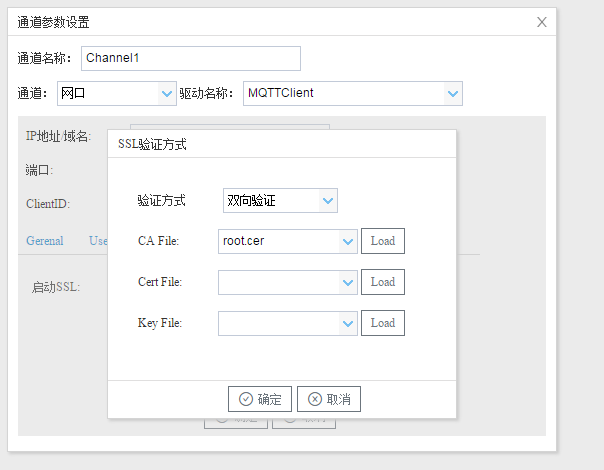 通道参数设置
通道名称: Channel1
通道: 网口 驱动名称: MQTTClient
IP地址/域名:
端口:
ClientID:
Gerenal Use
启动SSL:
SSL验证方式
验证方式 双向验证
CA File: root.cer Load
Cert File:
Key File: Load
确定 取消